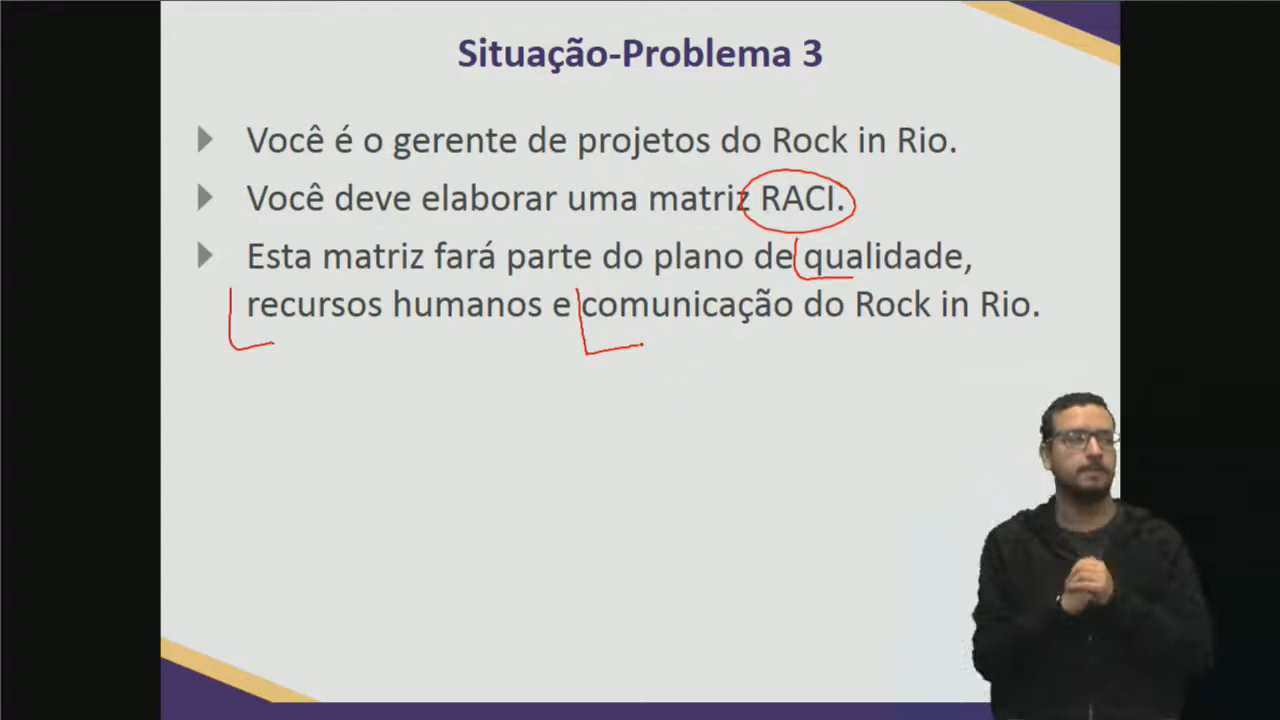 Situação-Problema 3
Você é o gerente de projetos do Rock in Rio.
Você deve elaborar uma matriz RACI.
Esta matriz fará parte do plano de qualidade,
recursos humanos e comunicação do Rock in Rio.